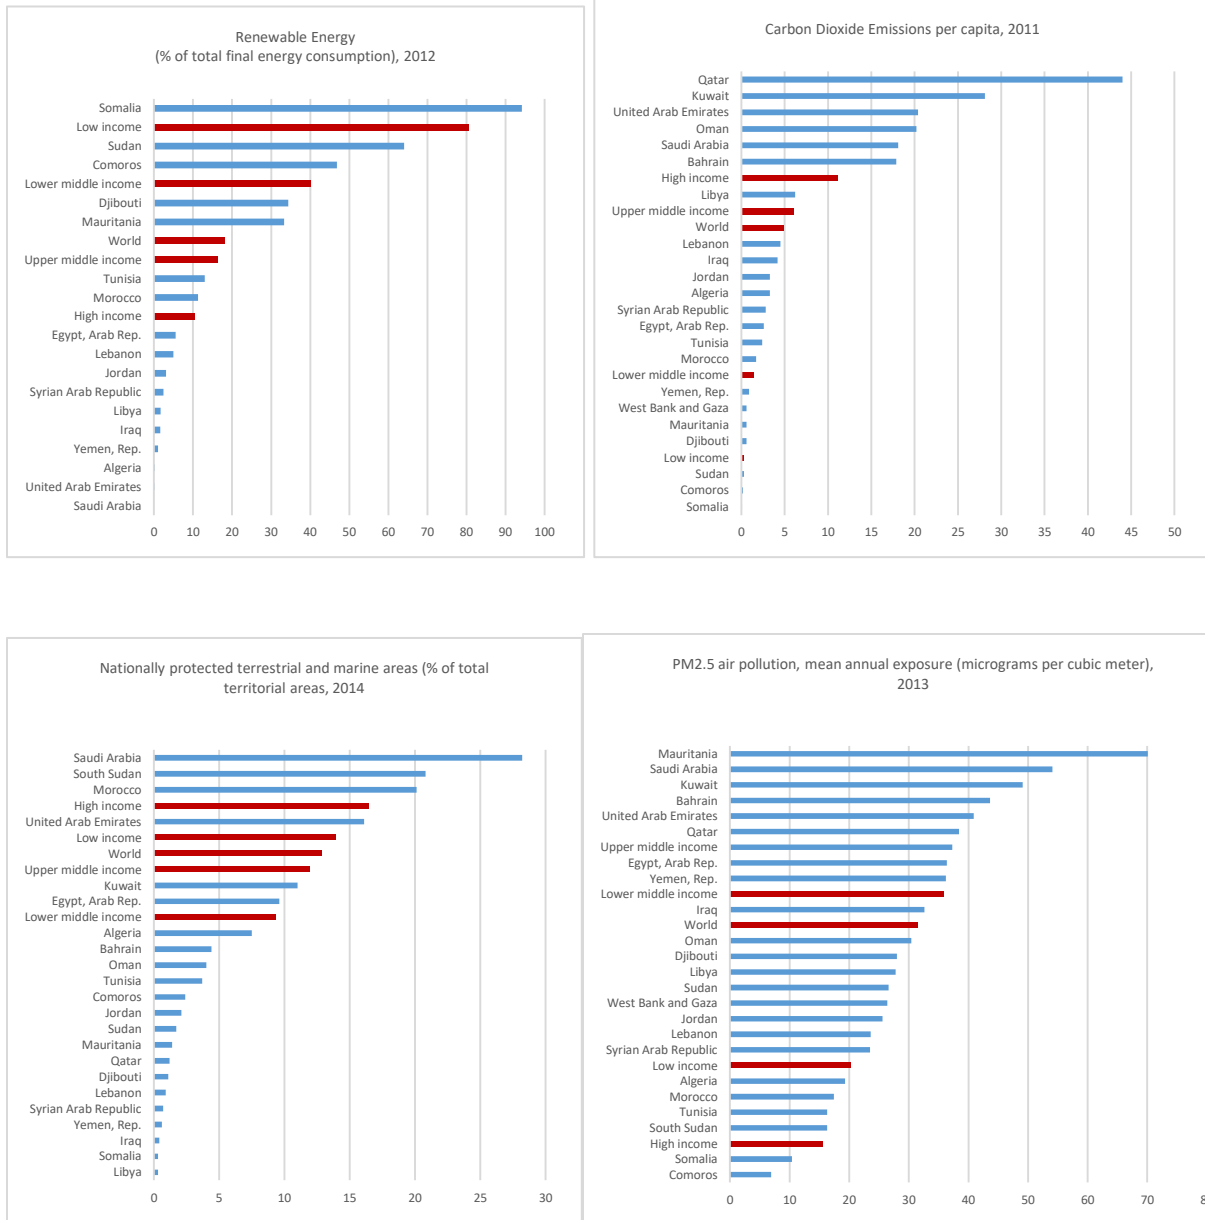 Renewable Energy
(% of total final energy consumption), 2012
Somalia
Low income
Sudan
Comoros
Lower middle income
Djibouti
Mauritania
World
Upper middle income
Tunisia
Morocco
High income
Egypt, Arab Rep.
Lebanon
Jordan
Syrian Arab Republic
Libya
Iraq
Yemen, Rep.
Algeria
United Arab Emirates
Saudi Arabia
0 10 20 30 40 50 60 70 80 90 100
Carbon Dioxide Emissions per capita, 2011
Qatar
Kuwait
United Arab Emirates
Oman
Saudi Arabia
Bahrain
High income
Libya
Upper middle income
World
Lebanon
Iraq
Jordan
Algeria
Syrian Arab Republic
Egypt, Arab Rep.
Tunisia
Morocco
Lower middle income
Yemen, Rep.
West Bank and Gaza
Mauritania
Djibouti
Low income
Sudan
Comoros
Somalia
0 5 10 15 20 25 30 35 40 45 50
Nationally protected terrestrial and marine areas (% of total
territorial areas, 2014
Saudi Arabia
South Sudan
Morocco
High income
United Arab Emirates
Low income
World
Upper middle income
Kuwait
Egypt, Arab Rep.
Lower middle income
Algeria
Bahrain
Oman
Tunisia
Comoros
Jordan
Sudan
Mauritania
Qatar
Djibouti
Lebanon
Syrian Arab Republic
Yemen, Rep.
Iraq
Somalia
Libya
0 5 10 15 20 25 30
PM2.5 air pollution, mean annual exposure (micrograms per cubic meter),
2013
Mauritania
Saudi Arabia
Kuwait
Bahrain
United Arab Emirates
Qatar
Upper middle income
Egypt, Arab Rep.
Yemen, Rep.
Lower middle income
Iraq
World
Oman
Djibouti
Libya
Sudan
West Bank and Gaza
Jordan
Lebanon
Syrian Arab Republic
Low income
Algeria
Morocco
Tunisia
South Sudan
High income
Somalia
Comoros
0 10 20 30 40 50 60 70